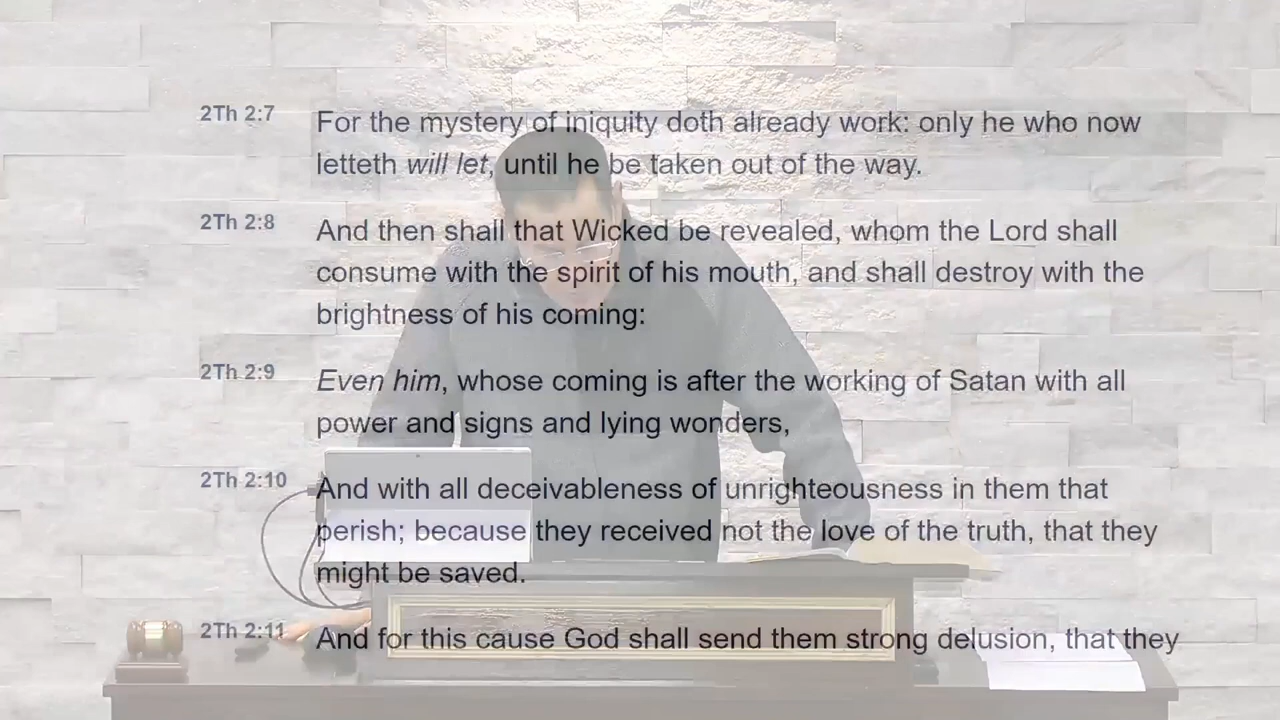 2Th 2:7 For the mystery of iniquity doth already work: only he who now
letteth will let, until he be taken out of the way.
2Th 2:8 And then shall that Wicked be revealed, whom the Lord shall
consume with the spirit of his mouth, and shall destroy with the
brightness of his coming:
2Th 2:9 Even him, whose coming is after the working of Satan with all
power and signs and lying wonders,
2Th 2:10 And with all deceivableness of unrighteousness in them that
perish; because they received not the love of the truth, that they
might be saved.
2Th 2:11 And for this cause God shall send them strong delusion, that they